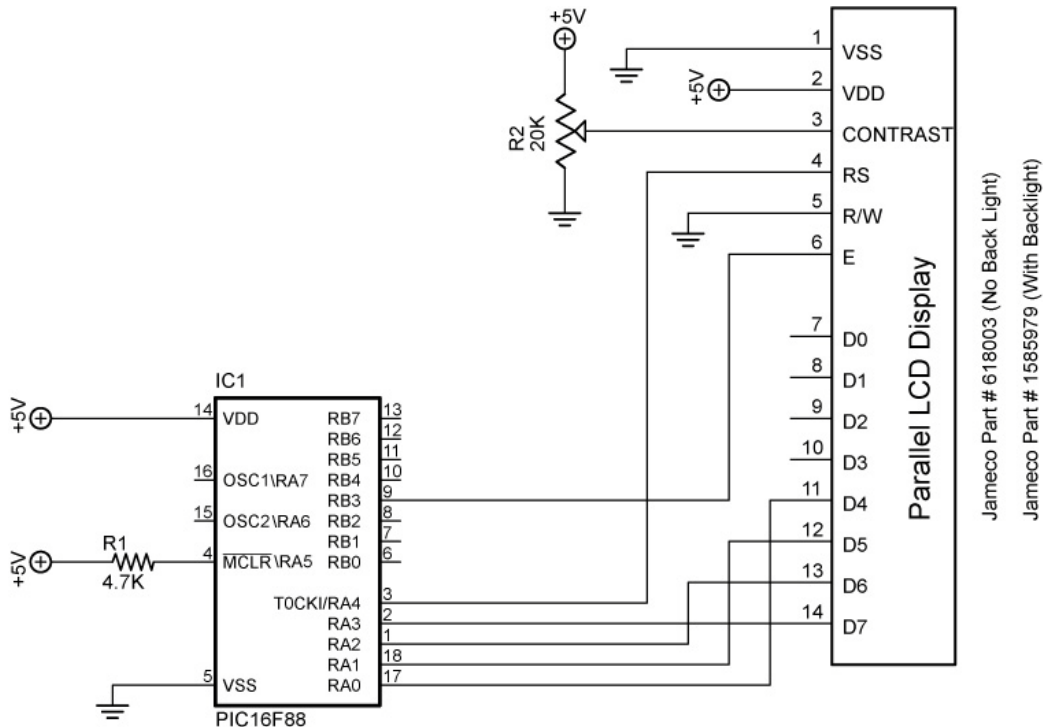 +5V
R2
20K
+5V
1 VSS
2 VDD
3 CONTRAST
4 RS
5 R/W
6 E
7 D0
8 D1
9 D2
10 D3
11 D4
12 D5
13 D6
14 D7
Parallel LCD Display
Jameco Part # 618003 (No Back Light)
Jameco Part # 1585979 (With Backlight)
IC1
+5V
14 VDD
16 OSC1\RA7
15 OSC2\RA6
+5V
R1
4.7K
4 MCLR\RA5
5 VSS
RB7 13
RB6 12
RB5 11
RB4 10
RB3 9
RB2 8
RB1 7
RB0 6
T0CKI/RA4 3
RA3 2
RA2 1
RA1 18
RA0 17
PIC16F88